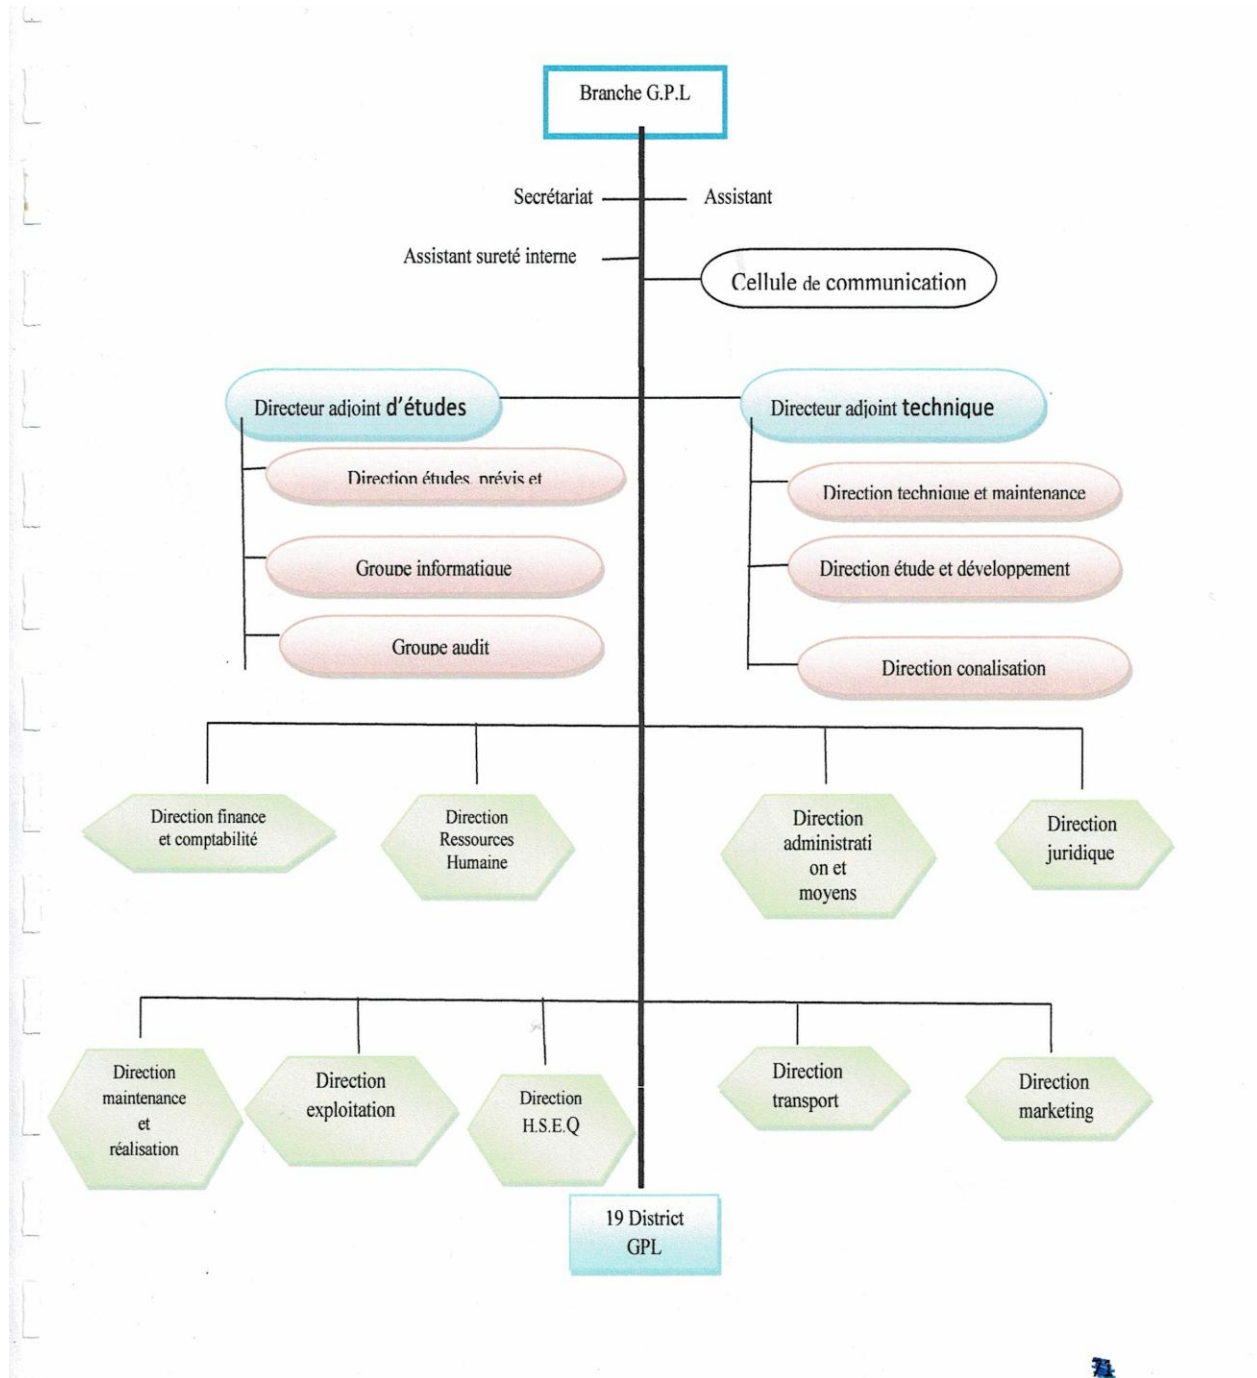 Branche G.P.L
Secrétariat
Assistant
Assistant sureté interne
Cellule de communication
Directeur adjoint d'études
Directeur adjoint technique
Direction études, prévis et
Direction technique et maintenance
Groupe informatique
Direction étude et développement
Groupe audit
Direction conalisation
Direction finance
et comptabilité
Direction
Ressources
Humaine
Direction
administrati
on et
moyens
Direction
juridique
Direction
maintenance
et
réalisation
Direction
exploitation
Direction
H.S.E.Q
Direction
transport
Direction
marketing
19 District
GPL